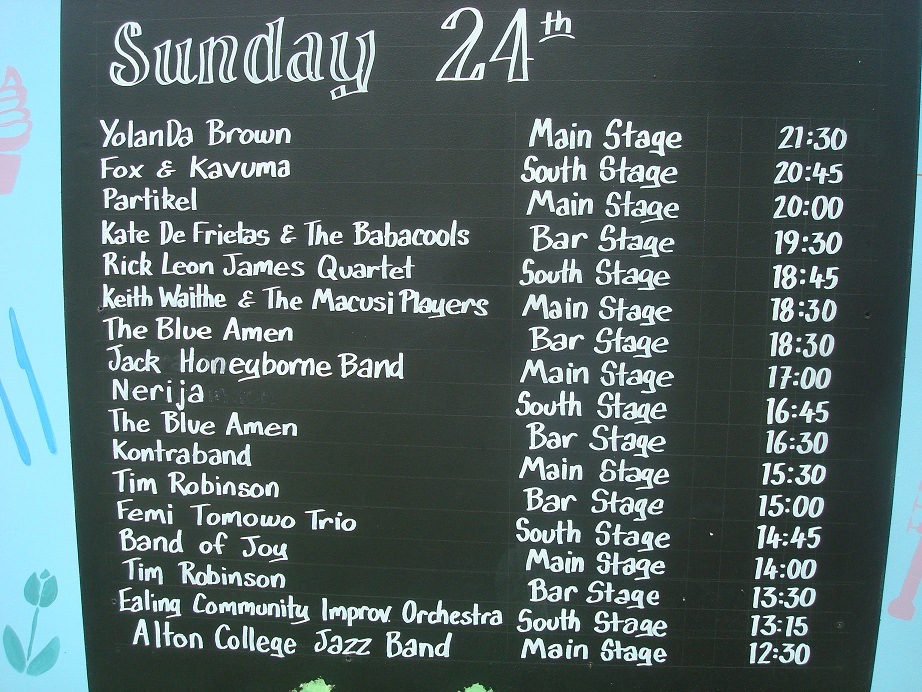 Sunday 24th
YolanDa Brown Main Stage 21:30
Fox & Kavuma South Stage 20:45
Partikel Main Stage 20:00
Kate De Frietas & The Babacools Bar Stage 19:30
Rick Leon James Quartet South Stage 18:45
Keith Waithe & The Macusi Players Main Stage 18:30
The Blue Amen Bar Stage 18:30
Jack Honeyborne Band Main Stage 17:00
Nerija South Stage 16:45
The Blue Amen Bar Stage 16:30
Kontraband Main Stage 15:30
Tim Robinson Bar Stage 15:00
Femi Tomowo Trio South Stage 14:45
Band of Joy Main Stage 14:00
Tim Robinson Bar Stage 13:30
Ealing Community Improv. Orchestra South Stage 13:15
Alton College Jazz Band Main Stage 12:30